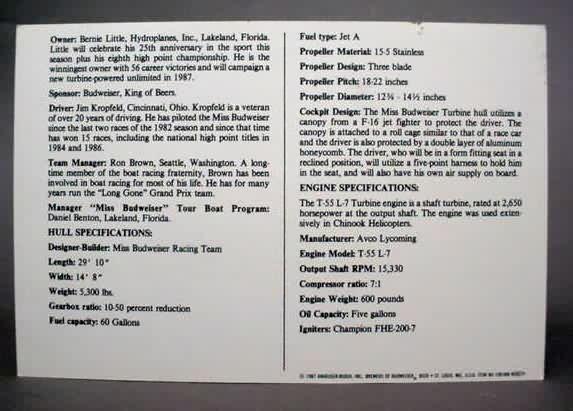 Owner: Bernie Little, Hydroplanes, Inc., Lakeland, Florida.
Little will celebrate his 25th anniversary in the sport this
season plus his eighth high point championship. He is the
winningest owner with 56 career victories and will campaign a
new turbine-powered unlimited in 1987.
Sponsor: Budweiser, King of Beers.
Driver: Jim Kropfeld, Cincinnati, Ohio. Kropfeld is a veteran
of over 20 years of driving. He has piloted the Miss Budweiser
since the last two races of the 1982 season and since that time
has won 15 races, including the national high point titles in
1984 and 1986.
Team Manager: Ron Brown, Seattle, Washington. A long-
time member of the boat racing fraternity, Brown has been
involved in boat racing for most of his life. He has for many
years run the "Long Gone" Grand Prix team.
Manager "Miss Budweiser" Tour Boat Program:
Daniel Benton, Lakeland, Florida.
HULL SPECIFICATIONS:
Designer-Builder: Miss Budweiser Racing Team
Length: 29' 10"
Width: 14' 8"
Weight: 5,300 lbs.
Gearbox ratio: 10-50 percent reduction
Fuel capacity: 60 Gallons
Fuel type: Jet A
Propeller Material: 15-5 Stainless
Propeller Design: Three blade
Propeller Pitch: 18-22 inches
Propeller Diameter: 12¾ - 14½ inches
Cockpit Design: The Miss Budweiser Turbine hull utilizes a
canopy from a F-16 jet fighter to protect the driver. The
canopy is attached to a roll cage similar to that of a race car
and the driver is also protected by a double layer of aluminum
honeycomb. The driver, who will be in a form fitting seat in a
reclined position, will utilize a five-point harness to hold him
in the seat, and will also have his own air supply on board.
ENGINE SPECIFICATIONS:
The T-55 L-7 Turbine engine is a shaft turbine, rated at 2,650
horsepower at the output shaft. The engine was used exten-
sively in Chinook Helicopters.
Manufacturer: Avco Lycoming
Engine Model: T-55 L-7
Output Shaft RPM: 15,330
Compressor ratio: 7:1
Engine Weight: 600 pounds
Oil Capacity: Five gallons
Igniters: Champion FHE-200-7
© 1987 ANHEUSER-BUSCH, INC. BREWERS OF BUDWEISER® BEER • ST. LOUIS, MO. U.S.A.